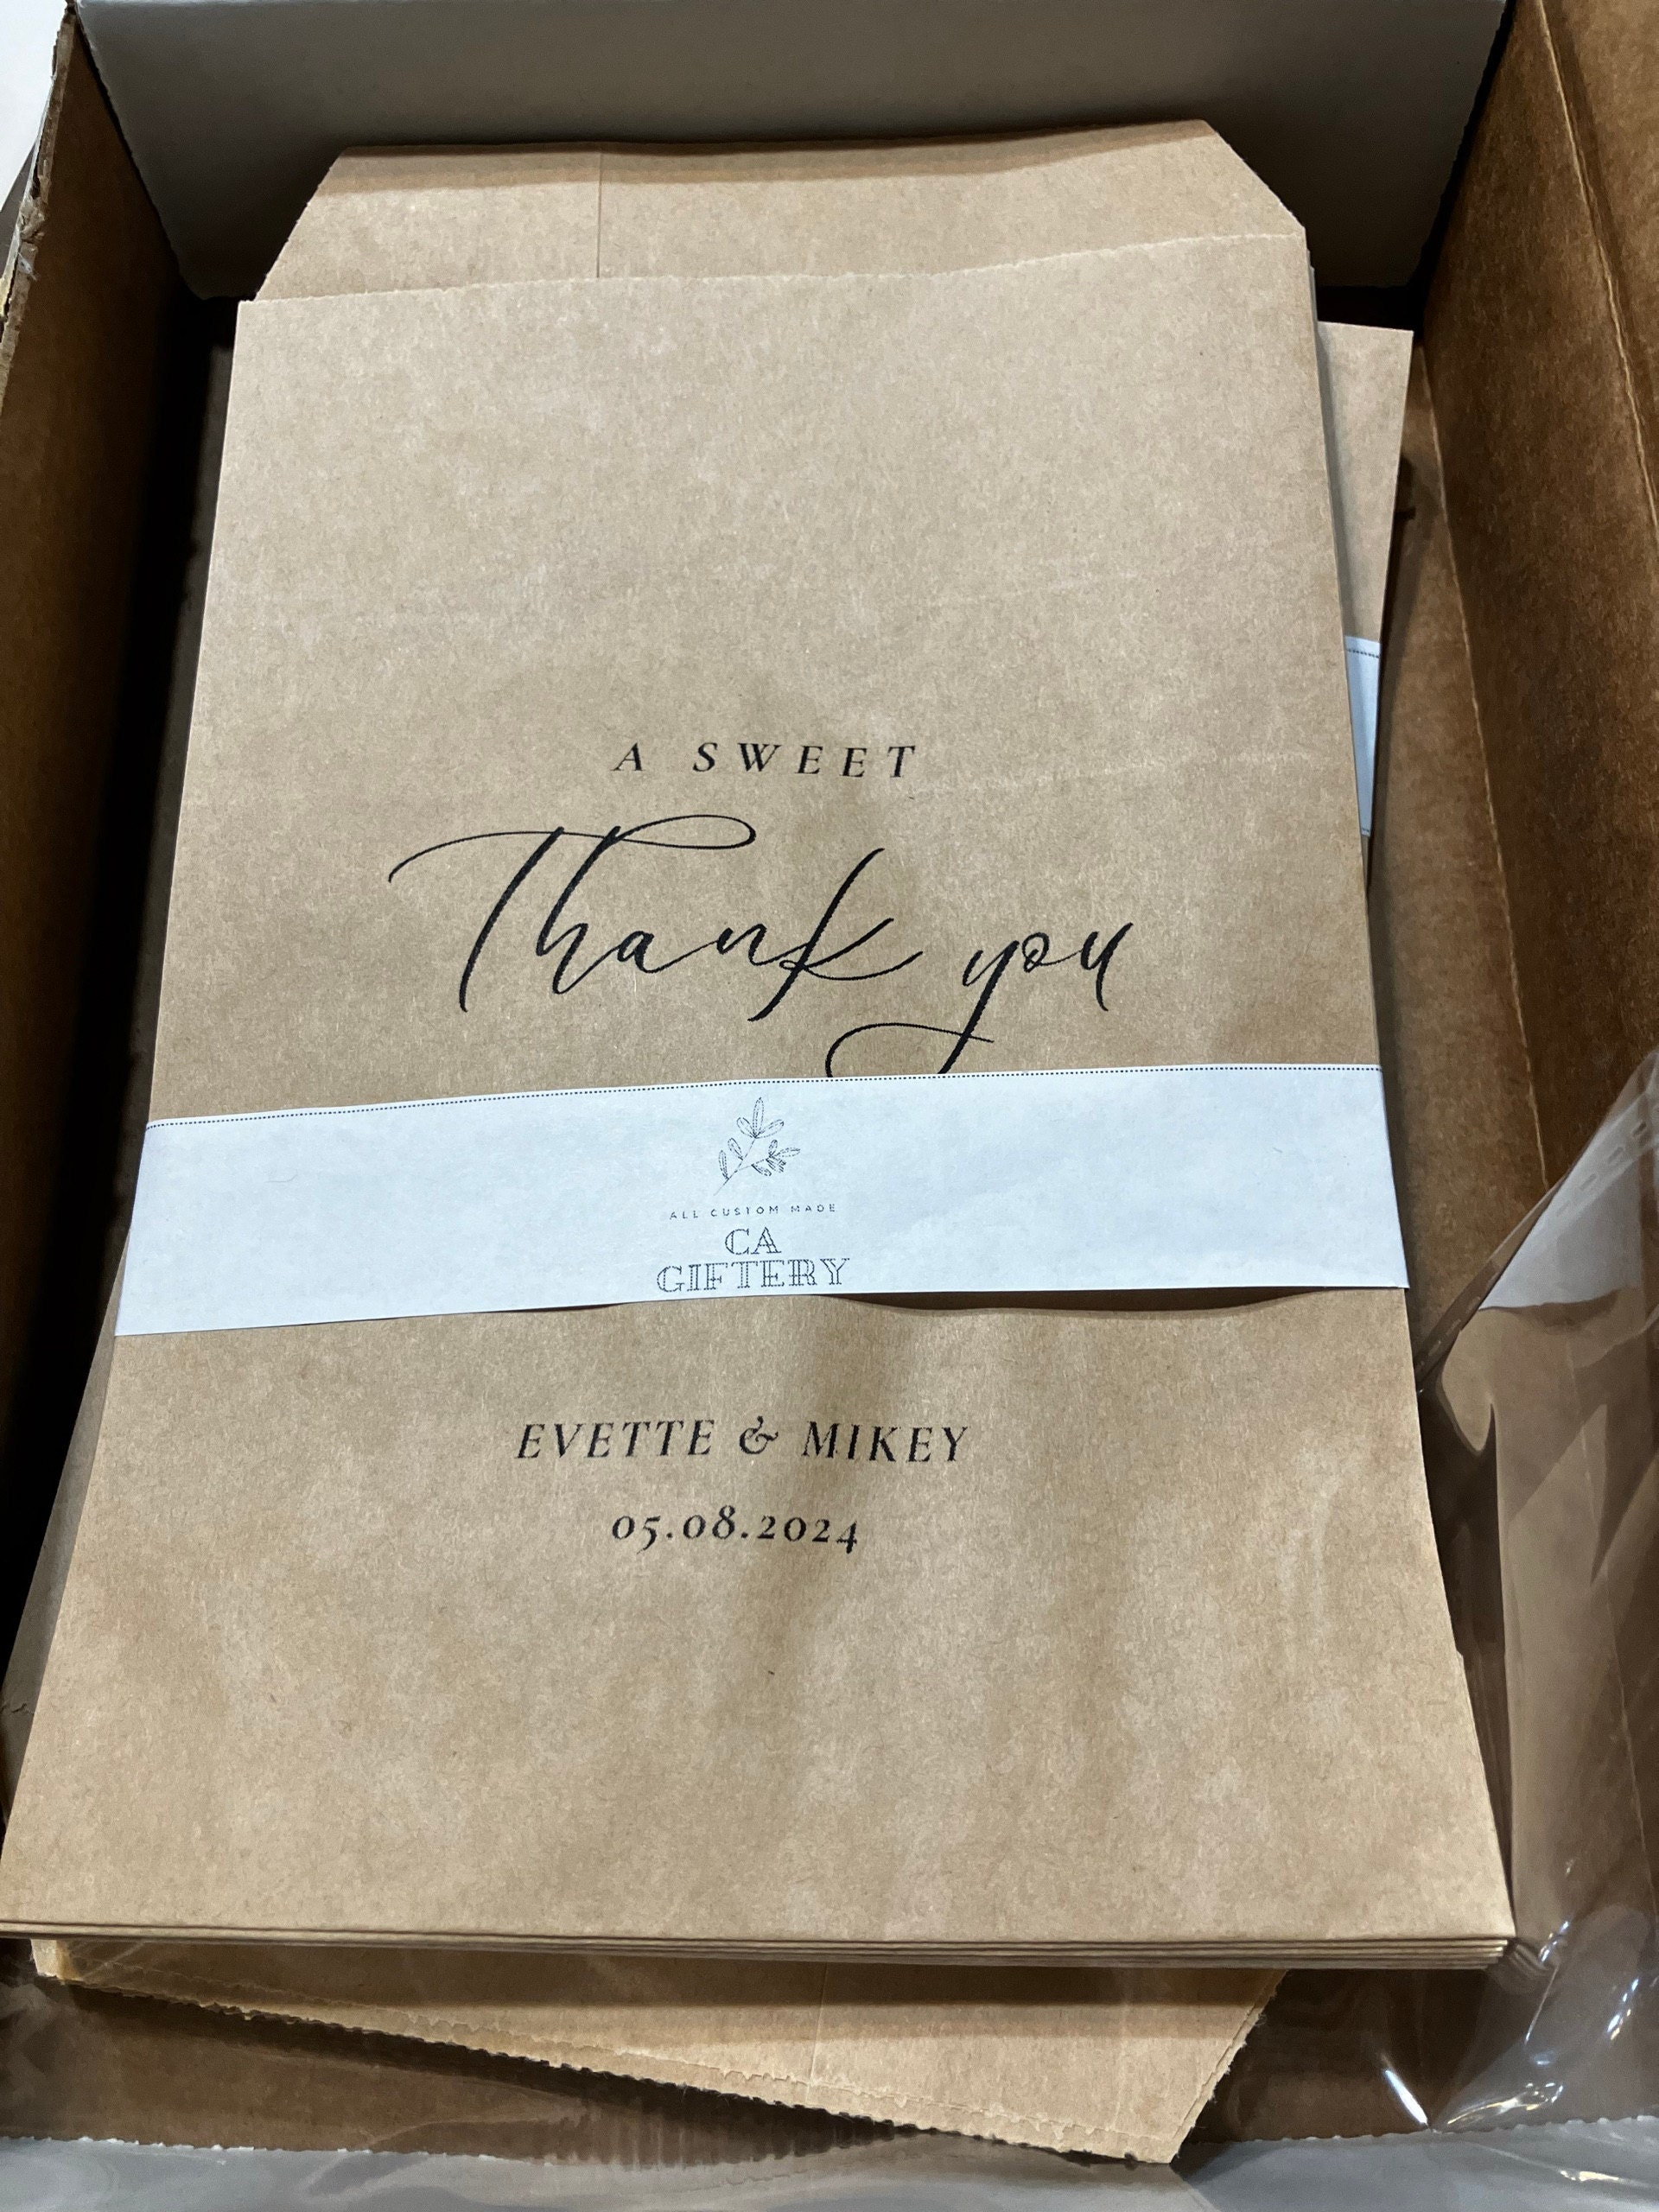 A SWEET
Thank you
ALL CUSTOM MADE
CA
GIFTERY
EVETTE & MIKEY
05.08.2024